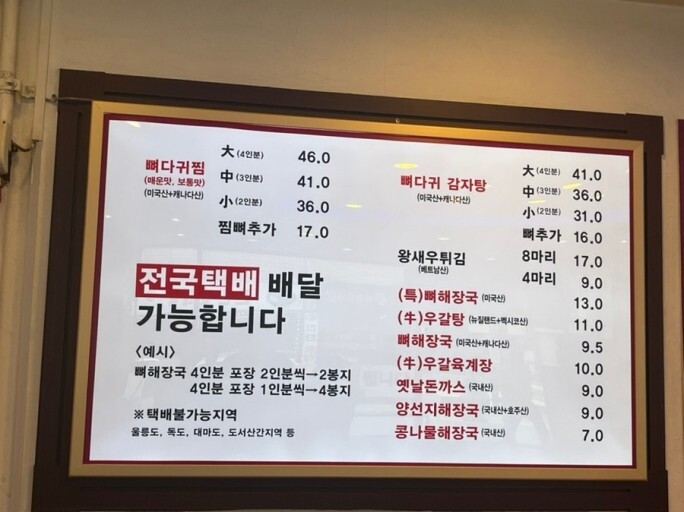 뼈다귀찜
(매운맛, 보통맛)
(미국산+캐나다산)
大 (4인분) 46.0
中 (3인분) 41.0
小 (2인분) 36.0
찜뼈추가 17.0
전국택배 배달
가능합니다
〈예시〉
뼈해장국 4인분 포장 2인분씩→2봉지
4인분 포장 1인분씩→4봉지
※ 택배불가능지역
울릉도, 독도, 대마도, 도서산간지역 등
뼈다귀 감자탕
(미국산+캐나다산)
大 (4인분) 41.0
中 (3인분) 36.0
小 (2인분) 31.0
뼈추가 16.0
왕새우튀김 8마리 17.0
(베트남산) 4마리 9.0
(특)뼈해장국 (미국산) 13.0
(牛)우갈탕 (뉴질랜드+멕시코산) 11.0
뼈해장국 (미국산+캐나다산) 9.5
(牛)우갈육계장 10.0
옛날돈까스 (국내산) 9.0
양선지해장국 (국내산+호주산) 9.0
콩나물해장국 (국내산) 7.0